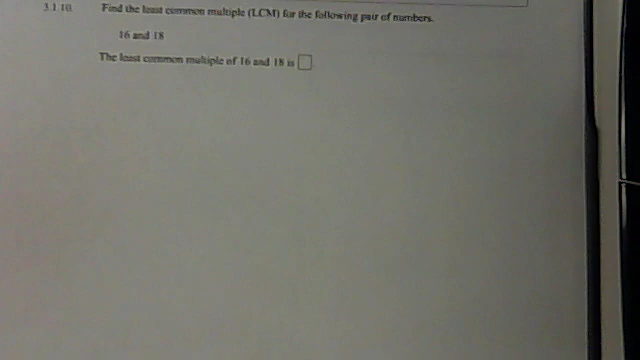 3.1.10. Find the least common multiple (LCM) for the following pair of numbers.
16 and 18
The least common multiple of 16 and 18 is